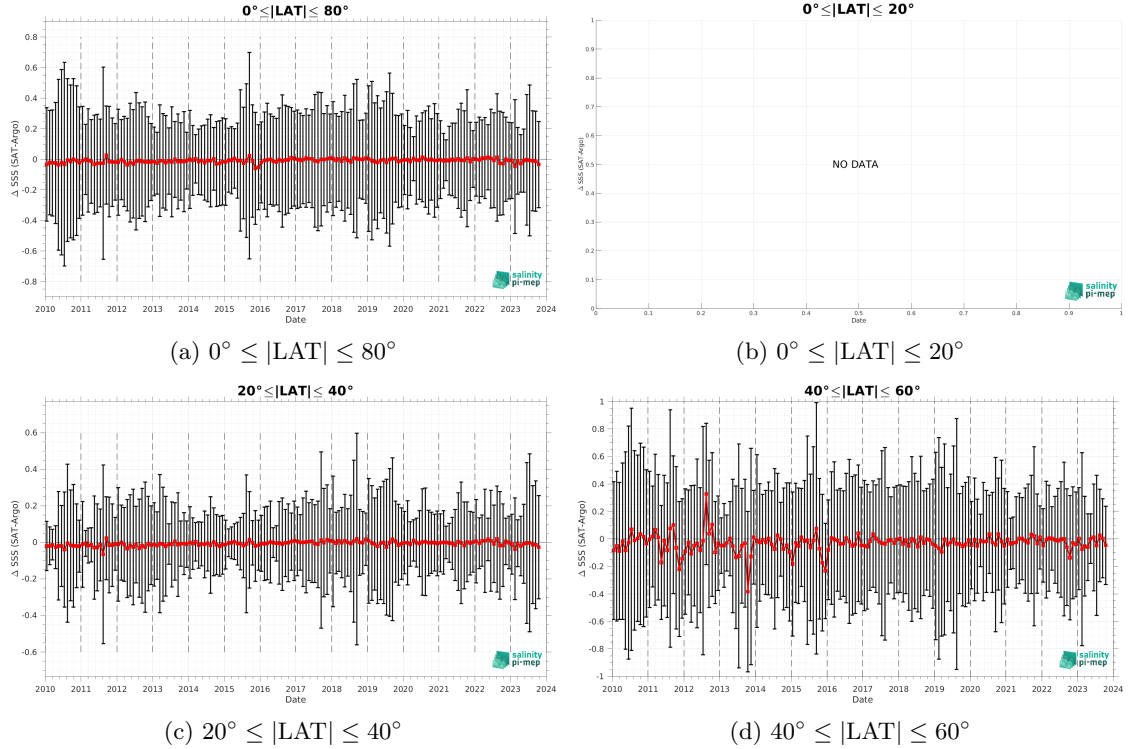 0°≤|LAT|≤ 80°
Δ SSS (SAT-Argo)
0.8
0.6
0.4
0.2
0
-0.2
-0.4
-0.6
-0.8
2010 2011 2012 2013 2014 2015 2016 2017 2018 2019 2020 2021 2022 2023 2024
Date
salinity
pi-mep
(a) 0° ≤ |LAT| ≤ 80°
0°≤|LAT|≤ 20°
Δ SSS (SAT-Argo)
1
0.9
0.8
0.7
0.6
0.5
0.4
0.3
0.2
0.1
0
NO DATA
0 0.1 0.2 0.3 0.4 0.5 0.6 0.7 0.8 0.9 1
Date
salinity
pi-mep
(b) 0° ≤ |LAT| ≤ 20°
20°≤|LAT|≤ 40°
Δ SSS (SAT-Argo)
0.6
0.4
0.2
0
-0.2
-0.4
-0.6
2010 2011 2012 2013 2014 2015 2016 2017 2018 2019 2020 2021 2022 2023 2024
Date
salinity
pi-mep
(c) 20° ≤ |LAT| ≤ 40°
40°≤|LAT|≤ 60°
Δ SSS (SAT-Argo)
1
0.8
0.6
0.4
0.2
0
-0.2
-0.4
-0.6
-0.8
-1
2010 2011 2012 2013 2014 2015 2016 2017 2018 2019 2020 2021 2022 2023 2024
Date
salinity
pi-mep
(d) 40° ≤ |LAT| ≤ 60°